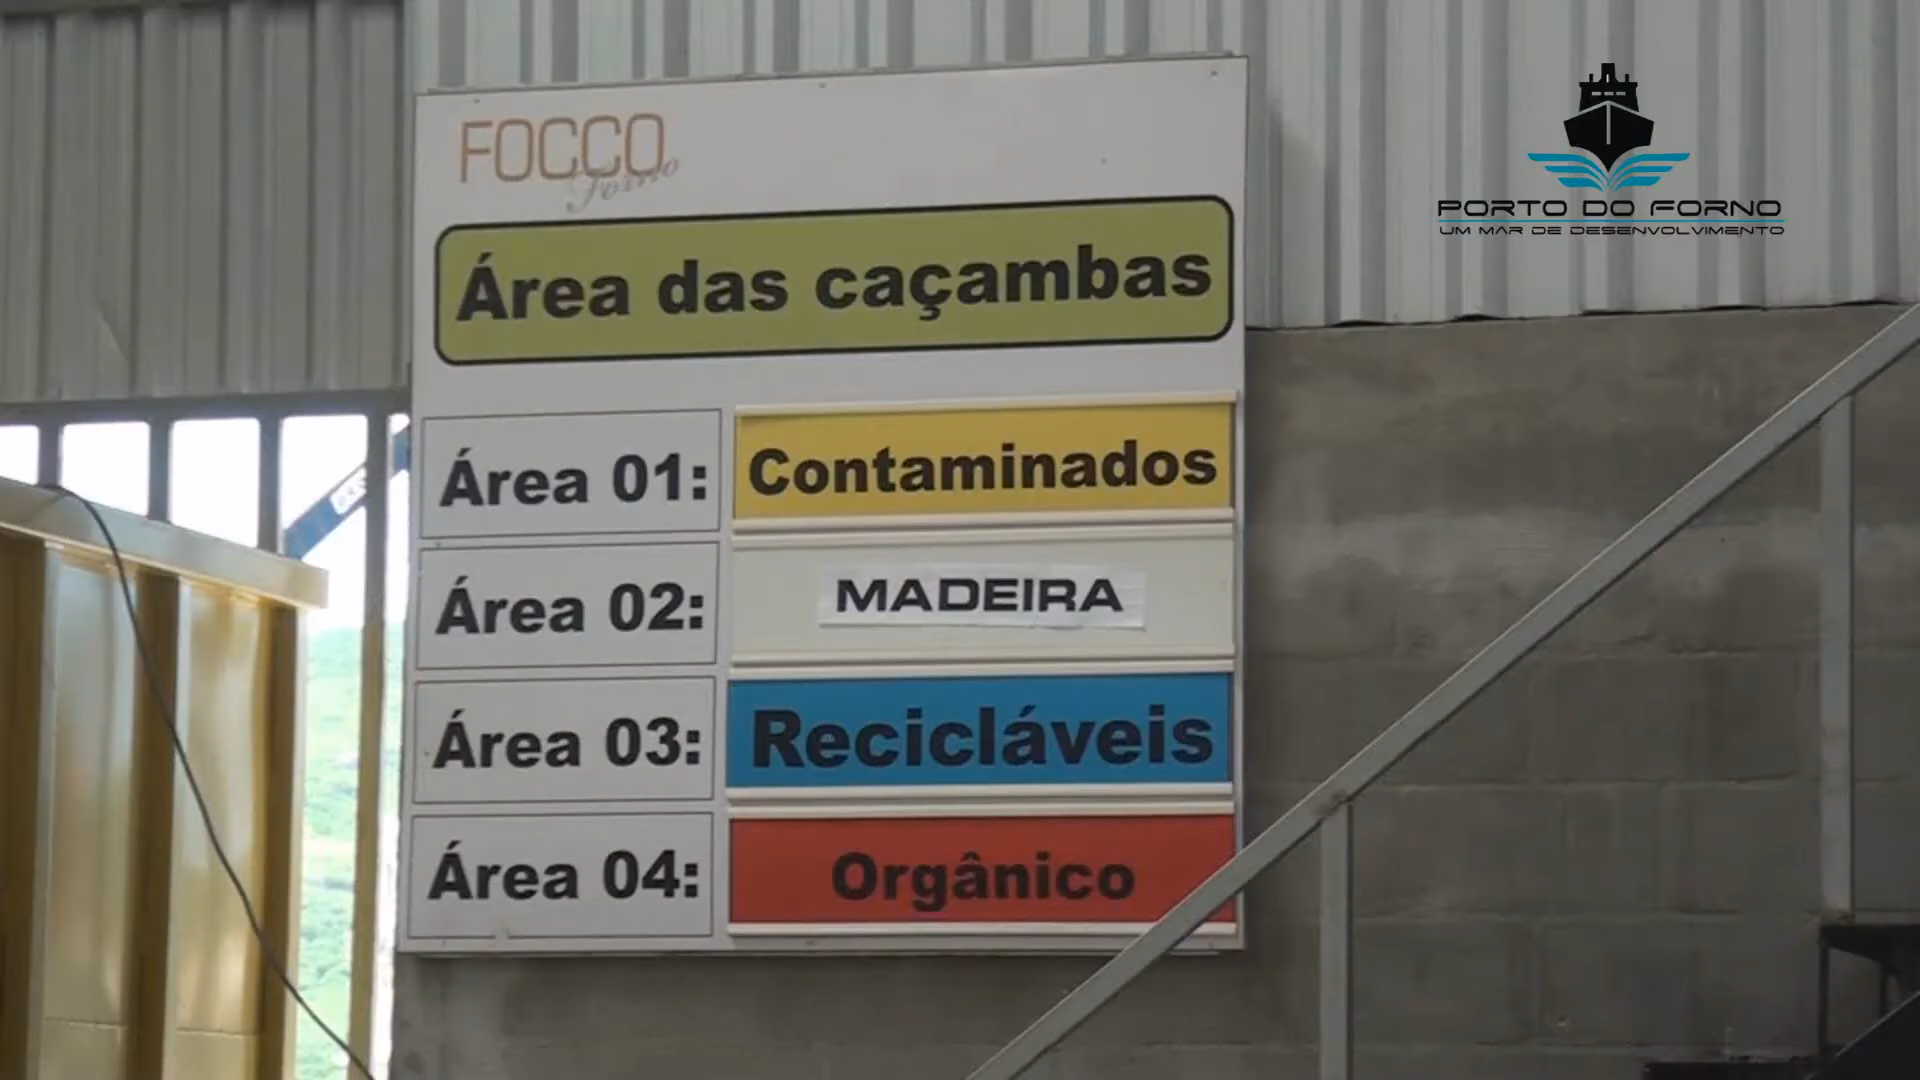 FOCCO
Forno
PORTO DO FORNO
UM MAR DE DESENVOLVIMENTO
Área das caçambas
Área 01: Contaminados
Área 02: MADEIRA
Área 03: Recicláveis
Área 04: Orgânico